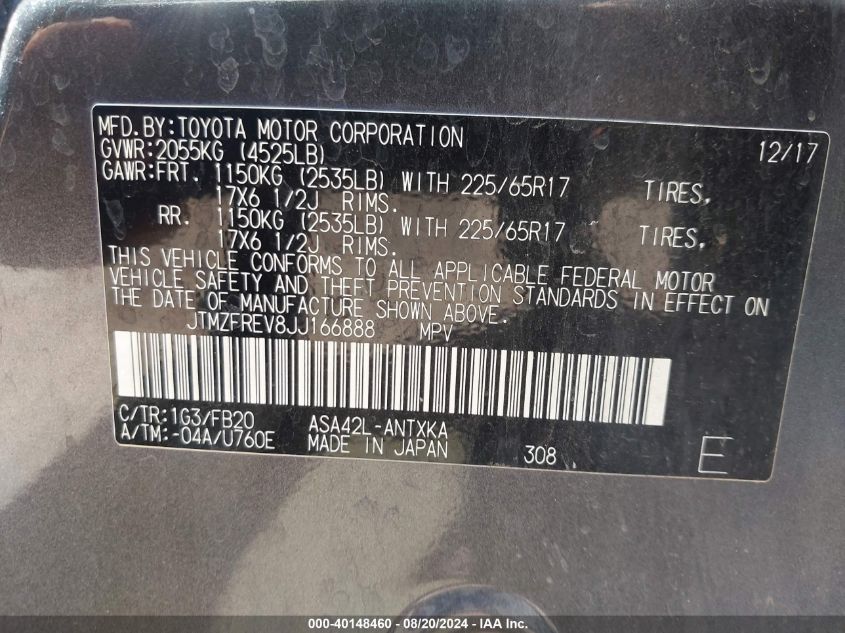 MFD.BY:TOYOTA MOTOR CORPORATION 12/17
GVWR:2055KG (4525LB)
GAWR:FRT. 1150KG (2535LB) WITH 225/65R17 TIRES,
17X6 1/2J RIMS.
RR. 1150KG (2535LB) WITH 225/65R17 TIRES,
17X6 1/2J RIMS.
THIS VEHICLE CONFORMS TO ALL APPLICABLE FEDERAL MOTOR
VEHICLE SAFETY AND THEFT PREVENTION STANDARDS IN EFFECT ON
THE DATE OF MANUFACTURE SHOWN ABOVE.
JTMZFREV8JJ166888 MPV
C/TR:1G3/FB20 ASA42L-ANTXKA
A/TM:-04A/U760E MADE IN JAPAN 308 E
000-40148460 - 08/20/2024 - IAA Inc.